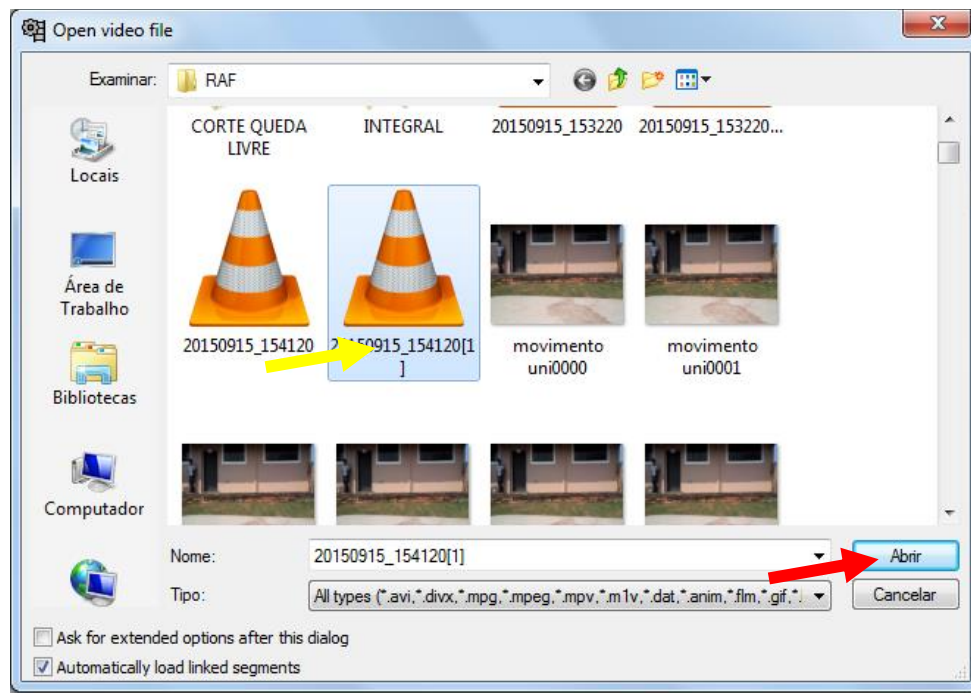 Open video file
Examinar:
RAF
CORTE QUEDA
LIVRE
INTEGRAL
20150915_153220
20150915_153220...
Locais
Área de
Trabalho
Bibliotecas
Computador
20150915_154120
20150915_154120[1
]
movimento
uni0000
movimento
uni0001
Nome:
20150915_154120[1]
Abrir
Tipo:
All types (*.avi,*.divx,*.mpg,*.mpeg,*.mpv,*.m1v,*.dat,*.anim,*.flm,*.gif,*.
Cancelar
Ask for extended options after this dialog
Automatically load linked segments